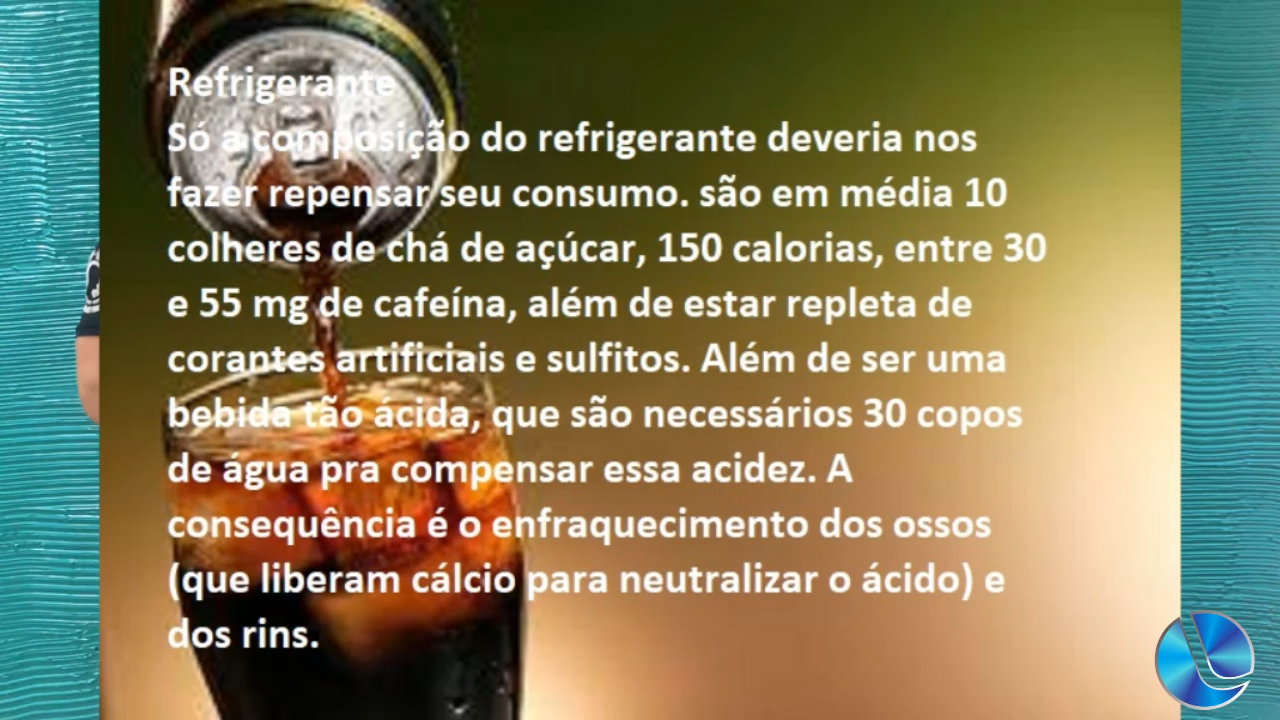 Refrigerante
Só a composição do refrigerante deveria nos
fazer repensar seu consumo. são em média 10
colheres de chá de açúcar, 150 calorias, entre 30
e 55 mg de cafeína, além de estar repleta de
corantes artificiais e sulfitos. Além de ser uma
bebida tão ácida, que são necessários 30 copos
de água pra compensar essa acidez. A
consequência é o enfraquecimento dos ossos
(que liberam cálcio para neutralizar o ácido) e
dos rins.